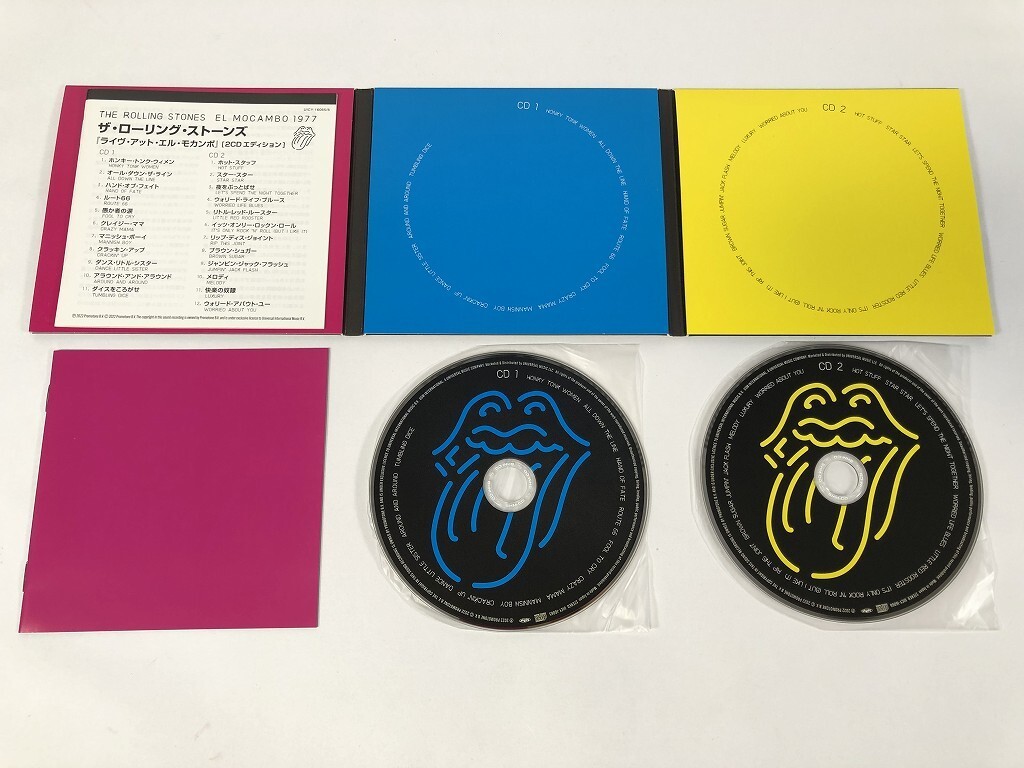 UICY-16065/6
THE ROLLING STONES EL MOCAMBO 1977
ザ・ローリング・ストーンズ
『ライヴ・アット・エル・モカンボ』[2CDエディション]
CD 1
1. ホンキー・トンク・ウィメン
HONKY TONK WOMEN
2. オール・ダウン・ザ・ライン
ALL DOWN THE LINE
3. ハンド・オブ・フェイト
HAND OF FATE
4. ルート66
ROUTE 66
5. 愚か者の涙
FOOL TO CRY
6. クレイジー・ママ
CRAZY MAMA
7. マニッシュ・ボーイ
MANNISH BOY
8. クラッキン・アップ
CRACKIN' UP
9. ダンス・リトル・シスター
DANCE LITTLE SISTER
10. アラウンド・アンド・アラウンド
AROUND AND AROUND
11. ダイスをころがせ
TUMBLING DICE
CD 2
1. ホット・スタッフ
HOT STUFF
2. スター・スター
STAR STAR
3. 夜をぶっとばせ
LET'S SPEND THE NIGHT TOGETHER
4. ウォリード・ライフ・ブルース
WORRIED LIFE BLUES
5. リトル・レッド・ルースター
LITTLE RED ROOSTER
6. イッツ・オンリー・ロックン・ロール
IT'S ONLY ROCK 'N' ROLL (BUT I LIKE IT)
7. リップ・ディス・ジョイント
RIP THIS JOINT
8. ブラウン・シュガー
BROWN SUGAR
9. ジャンピン・ジャック・フラッシュ
JUMPIN' JACK FLASH
10. メロディ
MELODY
11. 快楽の奴隷
LUXURY
12. ウォリード・アバウト・ユー
WORRIED ABOUT YOU
CD 1 HONKY TONK WOMEN ALL DOWN THE LINE HAND OF FATE ROUTE 66 FOOL TO CRY CRAZY MAMA MANNISH BOY CRACKIN' UP DANCE LITTLE SISTER AROUND AND AROUND TUMBLING DICE
CD 2 HOT STUFF STAR STAR LET'S SPEND THE NIGHT TOGETHER WORRIED LIFE BLUES LITTLE RED ROOSTER IT'S ONLY ROCK 'N' ROLL (BUT I LIKE IT) RIP THIS JOINT BROWN SUGAR JUMPIN' JACK FLASH MELODY LUXURY WORRIED ABOUT YOU
CD 1 HONKY TONK WOMEN ALL DOWN THE LINE HAND OF FATE ROUTE 66 FOOL TO CRY CRAZY MAMA MANNISH BOY CRACKIN' UP DANCE LITTLE SISTER AROUND AND AROUND TUMBLING DICE
CD 2 HOT STUFF STAR STAR LET'S SPEND THE NIGHT TOGETHER WORRIED LIFE BLUES LITTLE RED ROOSTER IT'S ONLY ROCK 'N' ROLL (BUT I LIKE IT) RIP THIS JOINT BROWN SUGAR JUMPIN' JACK FLASH MELODY LUXURY WORRIED ABOUT YOU